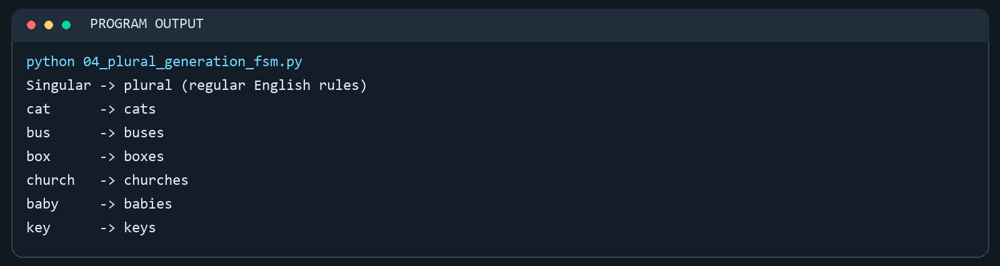 PROGRAM OUTPUT
python 04_plural_generation_fsm.py
Singular -> plural (regular English rules)
cat      -> cats
bus      -> buses
box      -> boxes
church   -> churches
baby     -> babies
key      -> keys